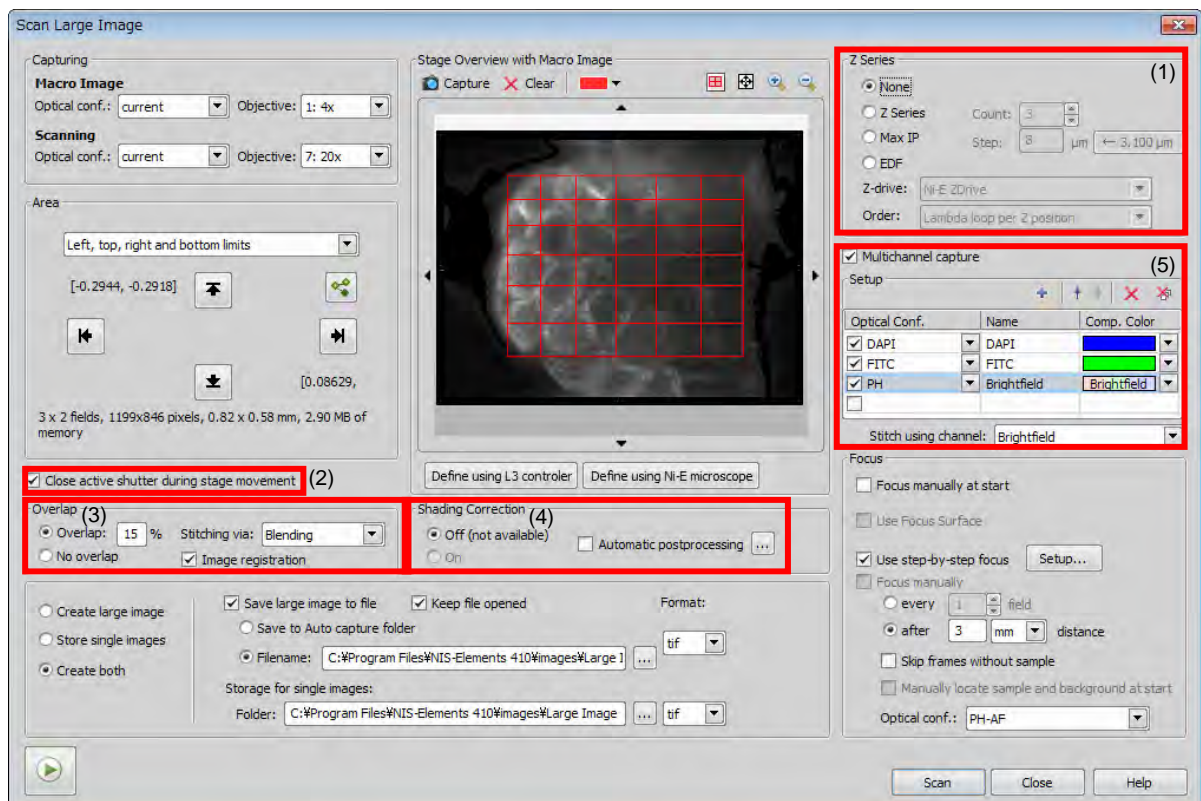 Scan Large Image
Capturing
Macro Image
Optical conf.: current Objective: 1: 4x
Scanning
Optical conf.: current Objective: 7: 20x
Area
Left, top, right and bottom limits
[-0.2944, -0.2918]
[0.08629,
3 x 2 fields, 1199x846 pixels, 0.82 x 0.58 mm, 2.90 MB of
memory
Close active shutter during stage movement (2)
Overlap (3)
Overlap: 15 % Stitching via: Blending
No overlap Image registration
Stage Overview with Macro Image
Capture Clear
Define using L3 controler Define using Ni-E microscope
Shading Correction (4)
Off (not available)
On
Automatic postprocessing ...
Z Series (1)
None
Z Series Count: 3
Max IP Step: 8 µm ← 3,100 µm
EDF
Z-drive: Ni-E ZDrive
Order: Lambda loop per Z position
Multichannel capture (5)
Setup
Optical Conf. Name Comp. Color
DAPI DAPI
FITC FITC
PH Brightfield Brightfield
Stitch using channel: Brightfield
Focus
Focus manually at start
Use Focus Surface
Use step-by-step focus Setup...
Focus manually
every 1 field
after 3 mm distance
Skip frames without sample
Manually locate sample and background at start
Optical conf.: PH-AF
Create large image
Store single images
Create both
Save large image to file Keep file opened Format:
Save to Auto capture folder
Filename: C:¥Program Files¥NIS-Elements 410¥images¥Large I ... tif
Storage for single images:
Folder: C:¥Program Files¥NIS-Elements 410¥images¥Large Image ... tif
Scan Close Help